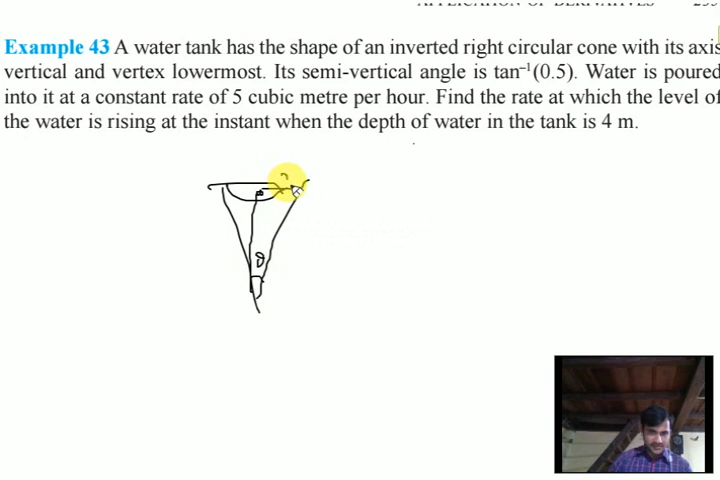 Example 43 A water tank has the shape of an inverted right circular cone with its axis
vertical and vertex lowermost. Its semi-vertical angle is tan⁻¹(0.5). Water is poured
into it at a constant rate of 5 cubic metre per hour. Find the rate at which the level of
the water is rising at the instant when the depth of water in the tank is 4 m.
θ